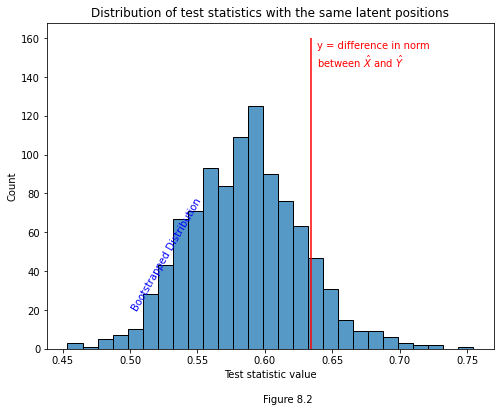 Distribution of test statistics with the same latent positions
160
140
120
100
80
60
40
20
0
Count
y = difference in norm
between X̂ and Ŷ
Bootstrapped Distribution
0.45 0.50 0.55 0.60 0.65 0.70 0.75
Test statistic value
Figure 8.2